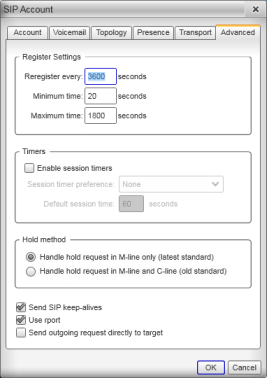 SIP Account
Account Voicemail Topology Presence Transport Advanced
Register Settings
Reregister every: 3600 seconds
Minimum time: 20 seconds
Maximum time: 1800 seconds
Timers
Enable session timers
Session timer preference: None
Default session time: 60 seconds
Hold method
Handle hold request in M-line only (latest standard)
Handle hold request in M-line and C-line (old standard)
Send SIP keep-alives
Use rport
Send outgoing request directly to target
OK Cancel